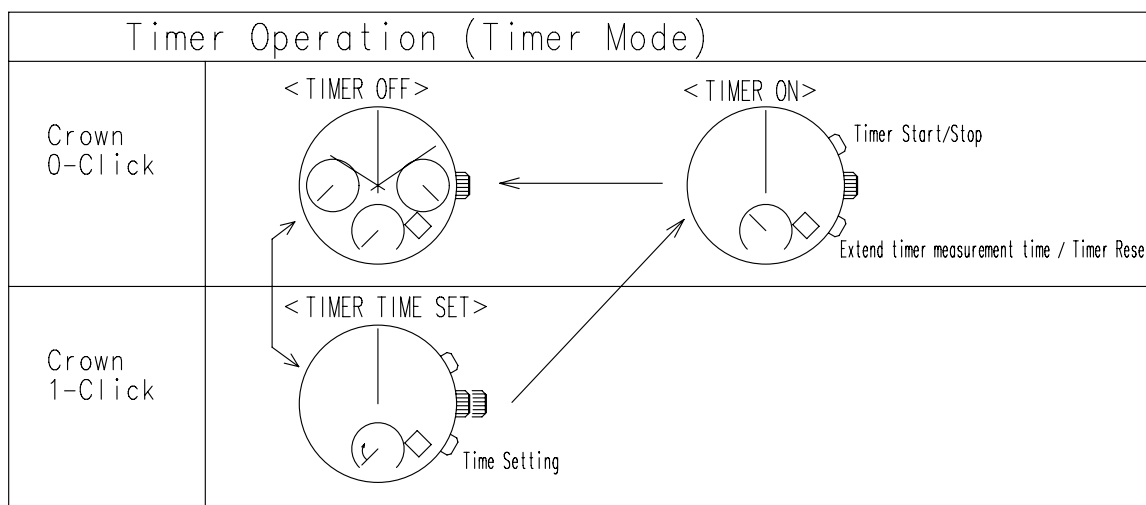 Timer Operation (Timer Mode)
Crown
0-Click
<TIMER OFF>
<TIMER ON>
Timer Start/Stop
Extend timer measurement time / Timer Rese
Crown
1-Click
<TIMER TIME SET>
Time Setting